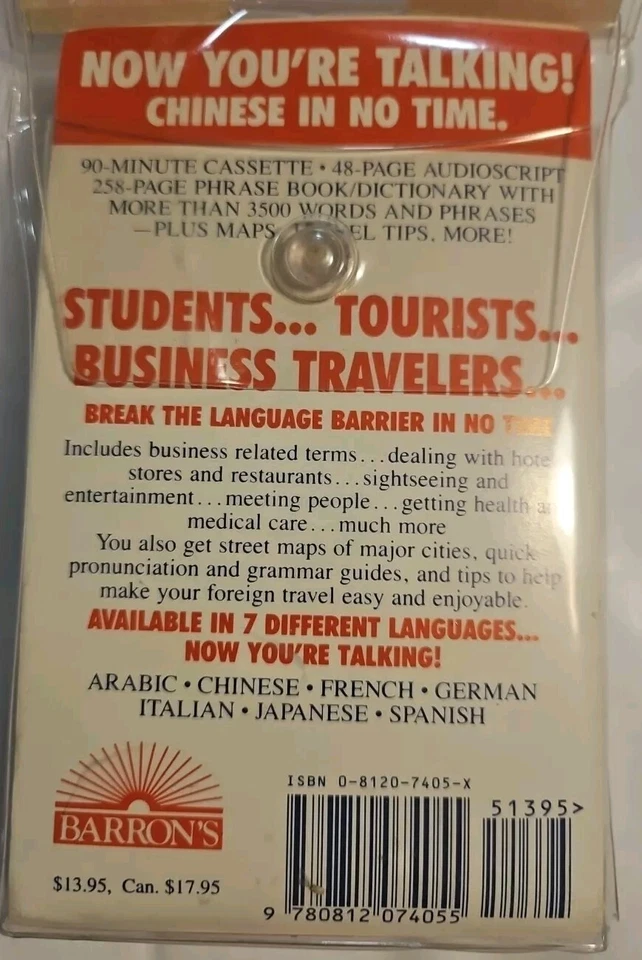 NOW YOU'RE TALKING!
CHINESE IN NO TIME.
90-MINUTE CASSETTE • 48-PAGE AUDIOSCRIPT
258-PAGE PHRASE BOOK/DICTIONARY WITH
MORE THAN 3500 WORDS AND PHRASES
—PLUS MAPS, TRAVEL TIPS, MORE!
STUDENTS... TOURISTS...
BUSINESS TRAVELERS...
BREAK THE LANGUAGE BARRIER IN NO TIME
Includes business related terms...dealing with
stores and restaurants...sightseeing and
entertainment...meeting people...getting health
medical care...much more
You also get street maps of major cities, quick
pronunciation and grammar guides, and tips to help
make your foreign travel easy and enjoyable.
AVAILABLE IN 7 DIFFERENT LANGUAGES...
NOW YOU'RE TALKING!
ARABIC • CHINESE • FRENCH • GERMAN
ITALIAN • JAPANESE • SPANISH
BARRON'S
$13.95, Can. $17.95
ISBN 0-8120-7405-X
51395>
9 780812 074055